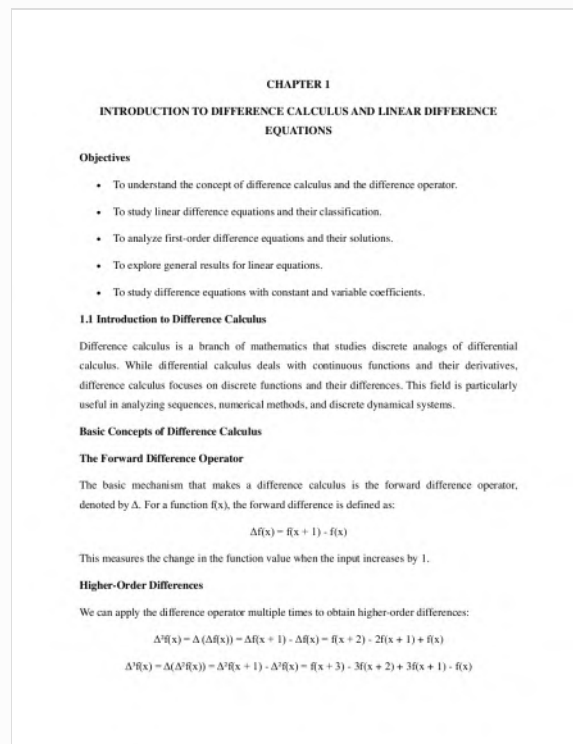 CHAPTER 1
INTRODUCTION TO DIFFERENCE CALCULUS AND LINEAR DIFFERENCE
EQUATIONS
Objectives
• To understand the concept of difference calculus and the difference operator.
• To study linear difference equations and their classification.
• To analyze first-order difference equations and their solutions.
• To explore general results for linear equations.
• To study difference equations with constant and variable coefficients.
1.1 Introduction to Difference Calculus
Difference calculus is a branch of mathematics that studies discrete analogs of differential
calculus. While differential calculus deals with continuous functions and their derivatives,
difference calculus focuses on discrete functions and their differences. This field is particularly
useful in analyzing sequences, numerical methods, and discrete dynamical systems.
Basic Concepts of Difference Calculus
The Forward Difference Operator
The basic mechanism that makes a difference calculus is the forward difference operator,
denoted by Δ. For a function f(x), the forward difference is defined as:
Δf(x) = f(x + 1) - f(x)
This measures the change in the function value when the input increases by 1.
Higher-Order Differences
We can apply the difference operator multiple times to obtain higher-order differences:
Δ²f(x) = Δ (Δf(x)) = Δf(x + 1) - Δf(x) = f(x + 2) - 2f(x + 1) + f(x)
Δ³f(x) = Δ(Δ²f(x)) = Δ²f(x + 1) - Δ²f(x) = f(x + 3) - 3f(x + 2) + 3f(x + 1) - f(x)